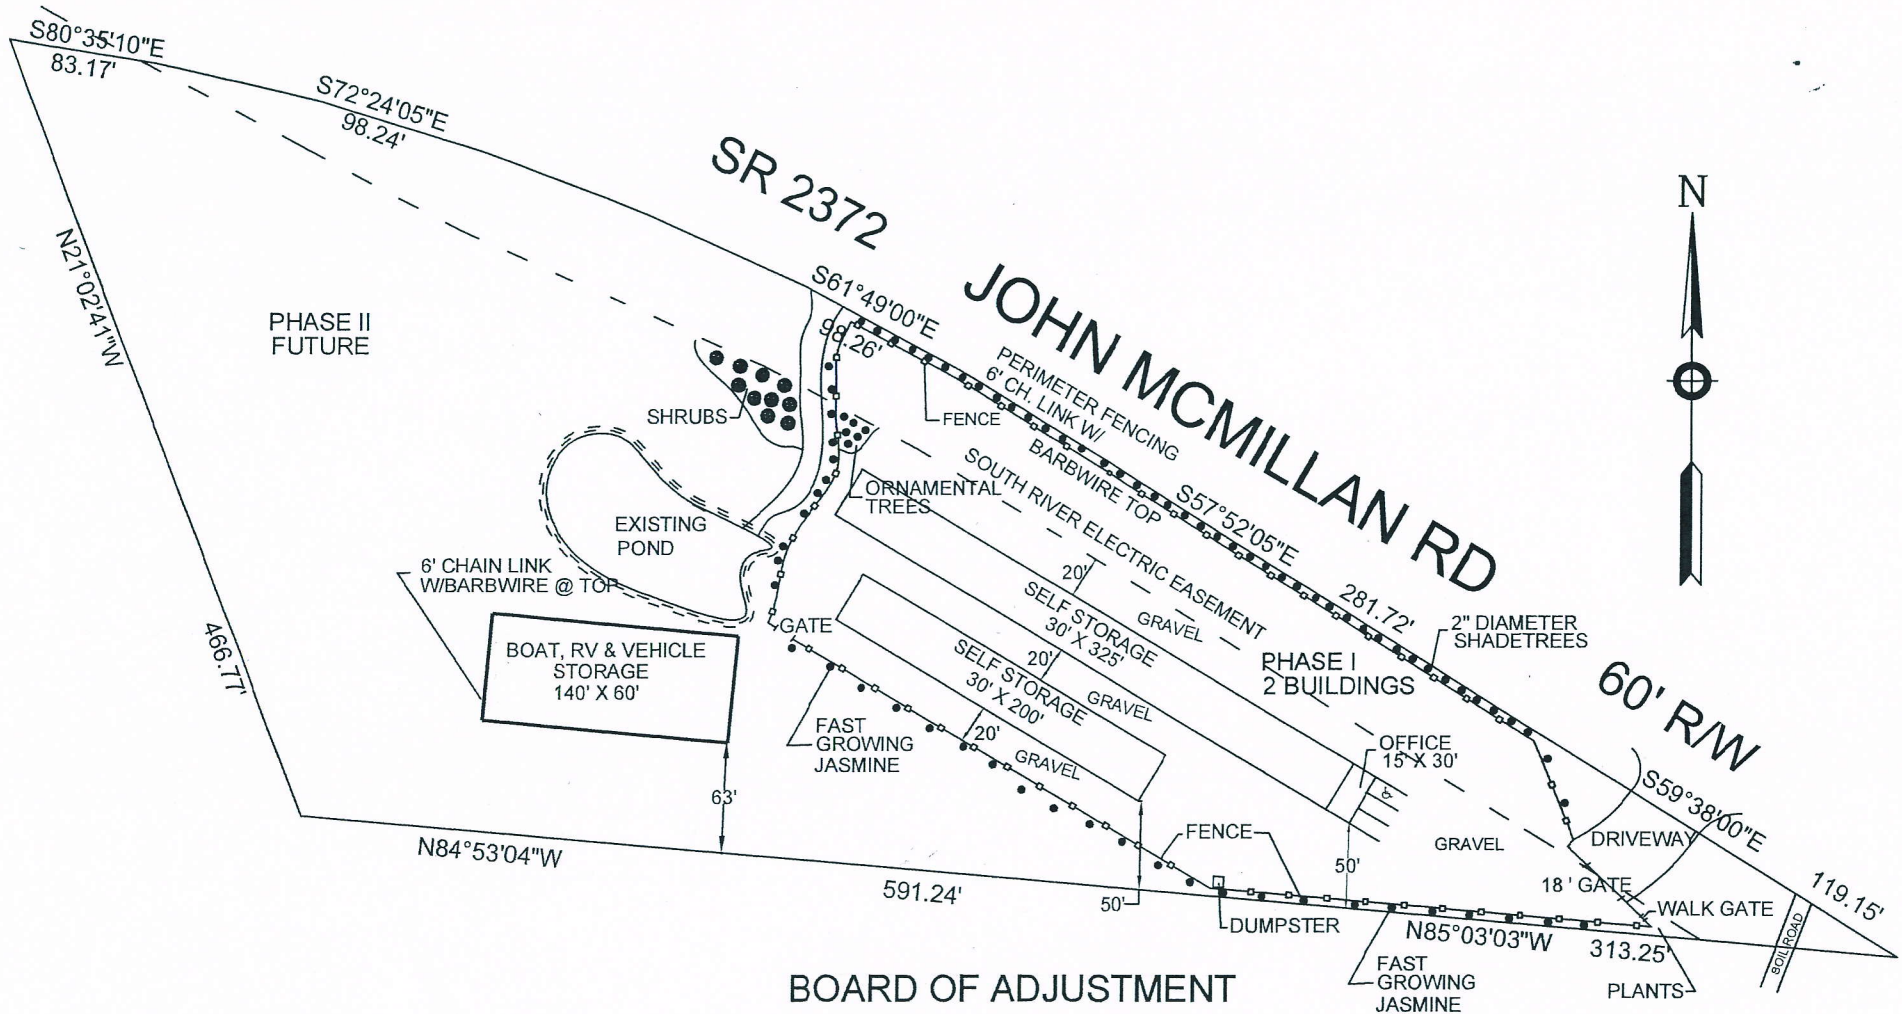 S80°35'10"E
83.17'
S72°24'05"E
98.24'
SR 2372
JOHN MCMILLAN RD
60' R/W
N
N21°02'41"W
466.77'
PHASE II
FUTURE
S61°49'00"E
98.26'
PERIMETER FENCING
6' CH. LINK W/
BARBWIRE TOP
FENCE
SHRUBS
ORNAMENTAL
TREES
SOUTH RIVER ELECTRIC EASEMENT
S57°52'05"E
281.72'
EXISTING
POND
6' CHAIN LINK
W/BARBWIRE @ TOP
BOAT, RV & VEHICLE
STORAGE
140' X 60'
GATE
20'
SELF STORAGE
30' X 325'
GRAVEL
2" DIAMETER
SHADETREES
PHASE I
2 BUILDINGS
20'
SELF STORAGE
30' X 200'
GRAVEL
20'
GRAVEL
FAST
GROWING
JASMINE
OFFICE
15' X 30'
S59°38'00"E
119.15'
63'
FENCE
50'
GRAVEL
DRIVEWAY
18 ' GATE
WALK GATE
N84°53'04"W
591.24'
50'
DUMPSTER
N85°03'03"W
313.25'
FAST
GROWING
JASMINE
PLANTS
SOIL ROAD
BOARD OF ADJUSTMENT